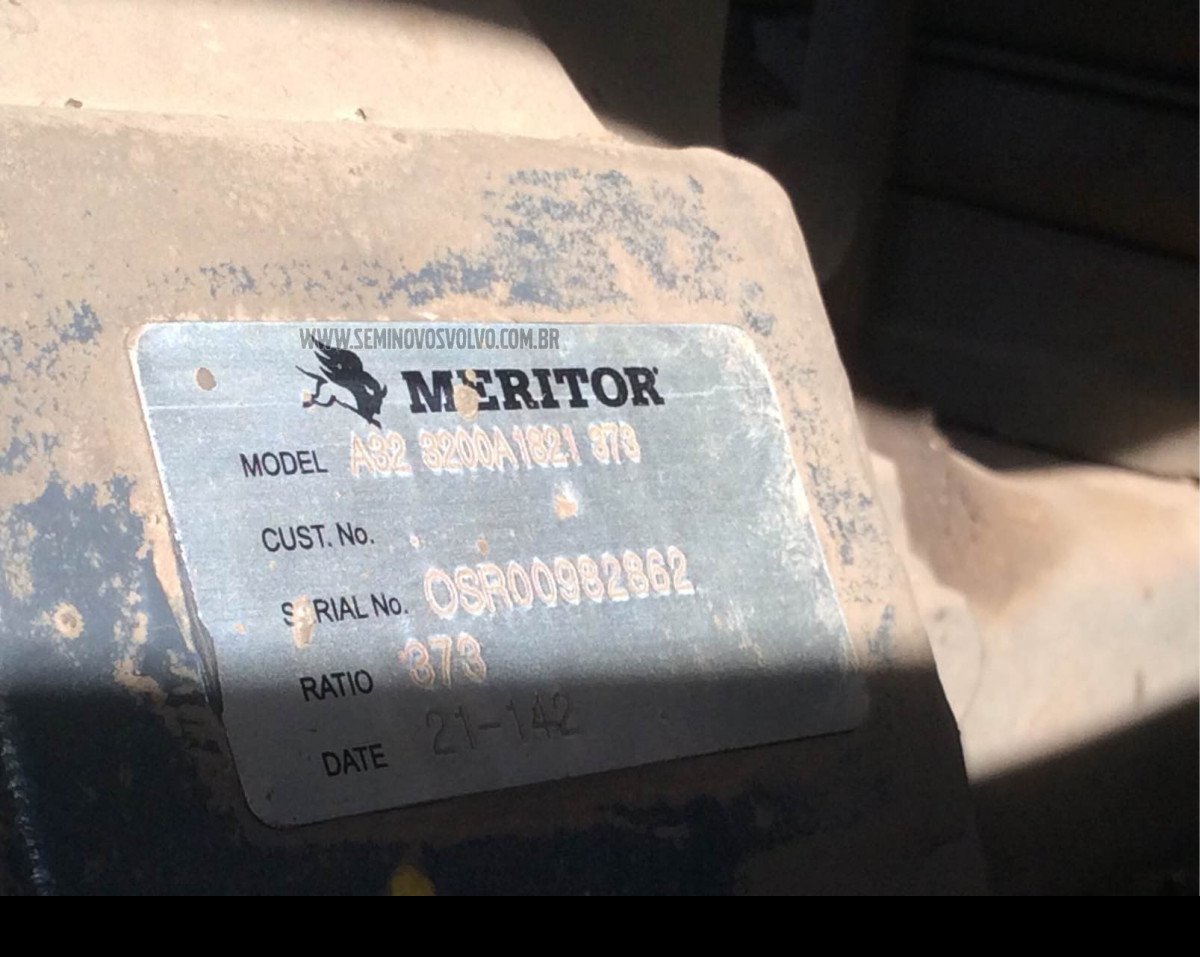 WWW.SEMINOVOSVOLVO.COM.BR
MERITOR
MODEL A32 3200A1821 373
CUST. No.
SERIAL No. OSR00982862
RATIO 373
DATE 21-142